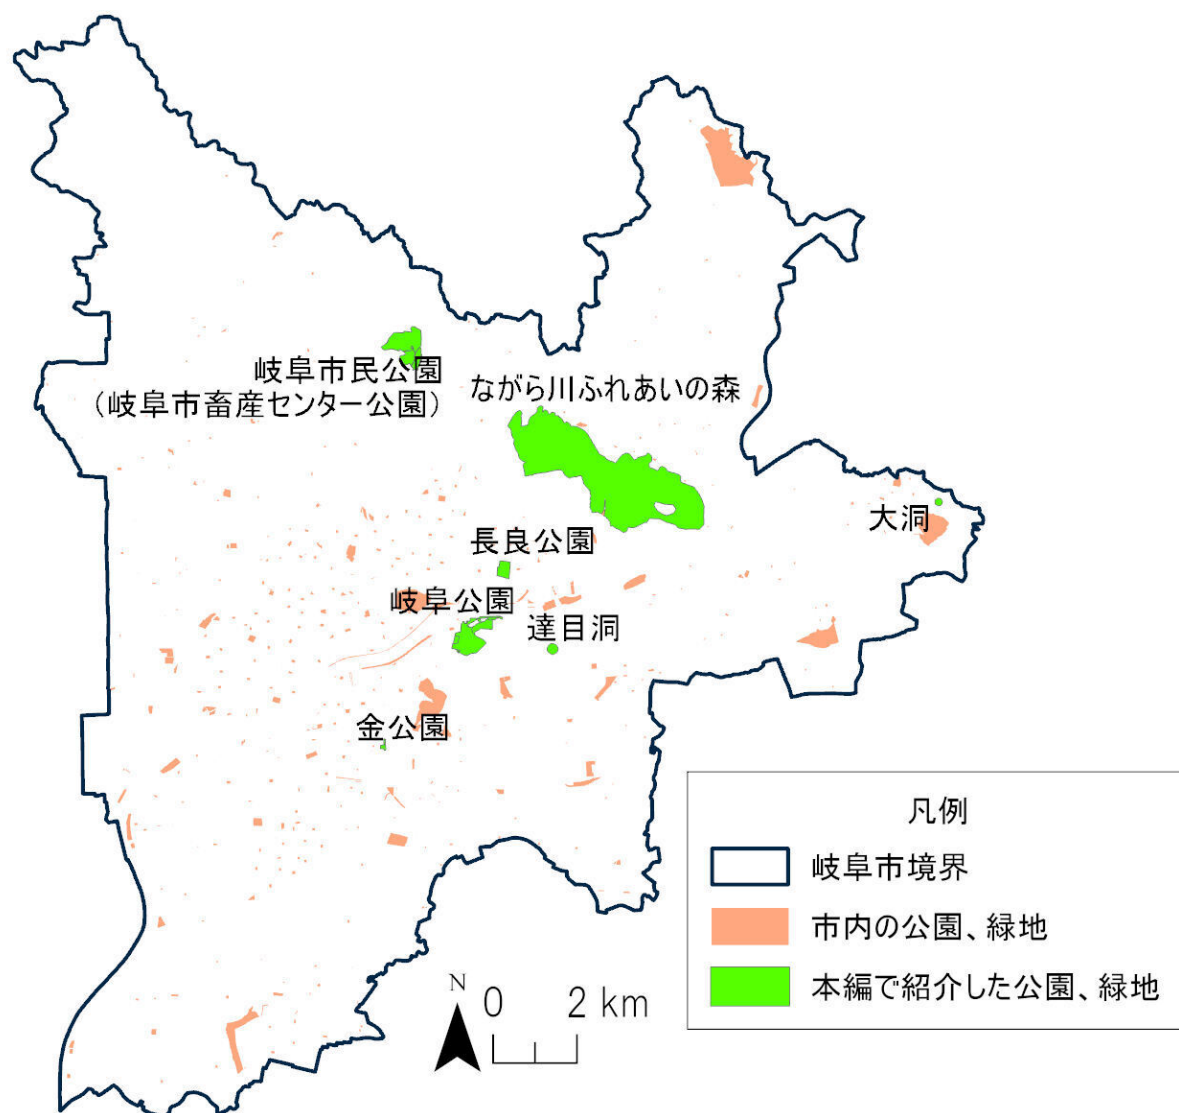 岐阜市民公園
（岐阜市畜産センター公園）
ながら川ふれあいの森
大洞
長良公園
岐阜公園
達目洞
金公園
凡例
岐阜市境界
市内の公園、緑地
本編で紹介した公園、緑地
N
0 2 km